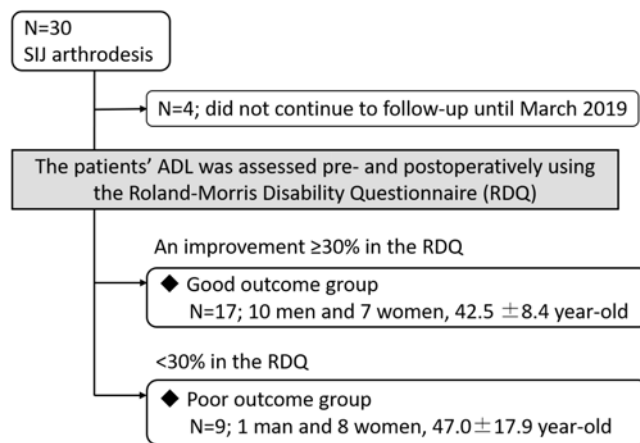 N=30
SIJ arthrodesis
N=4; did not continue to follow-up until March 2019
The patients' ADL was assessed pre- and postoperatively using
the Roland-Morris Disability Questionnaire (RDQ)
An improvement ≥30% in the RDQ
◆ Good outcome group
N=17; 10 men and 7 women, 42.5 ±8.4 year-old
<30% in the RDQ
◆ Poor outcome group
N=9; 1 man and 8 women, 47.0±17.9 year-old